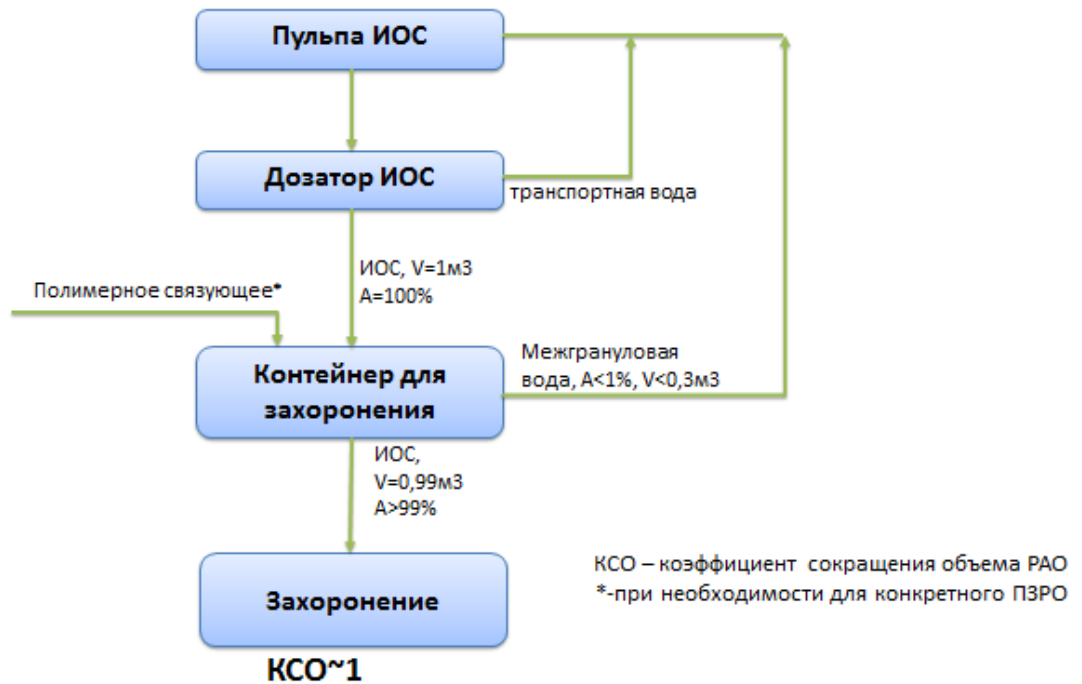 Пульпа ИОС
Дозатор ИОС
транспортная вода
ИОС, V=1м3
А=100%
Полимерное связующее*
Контейнер для
захоронения
Межгрануловая
вода, А<1%, V<0,3м3
ИОС,
V=0,99м3
А>99%
Захоронение
КСО~1
КСО – коэффициент сокращения объема РАО
*-при необходимости для конкретного ПЗРО